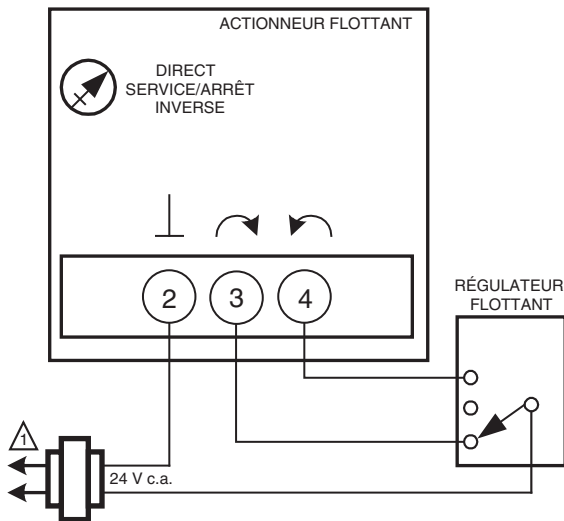 ACTIONNEUR FLOTTANT
DIRECT
SERVICE/ARRÊT
INVERSE
2
3
4
RÉGULATEUR
FLOTTANT
1
24 V c.a.